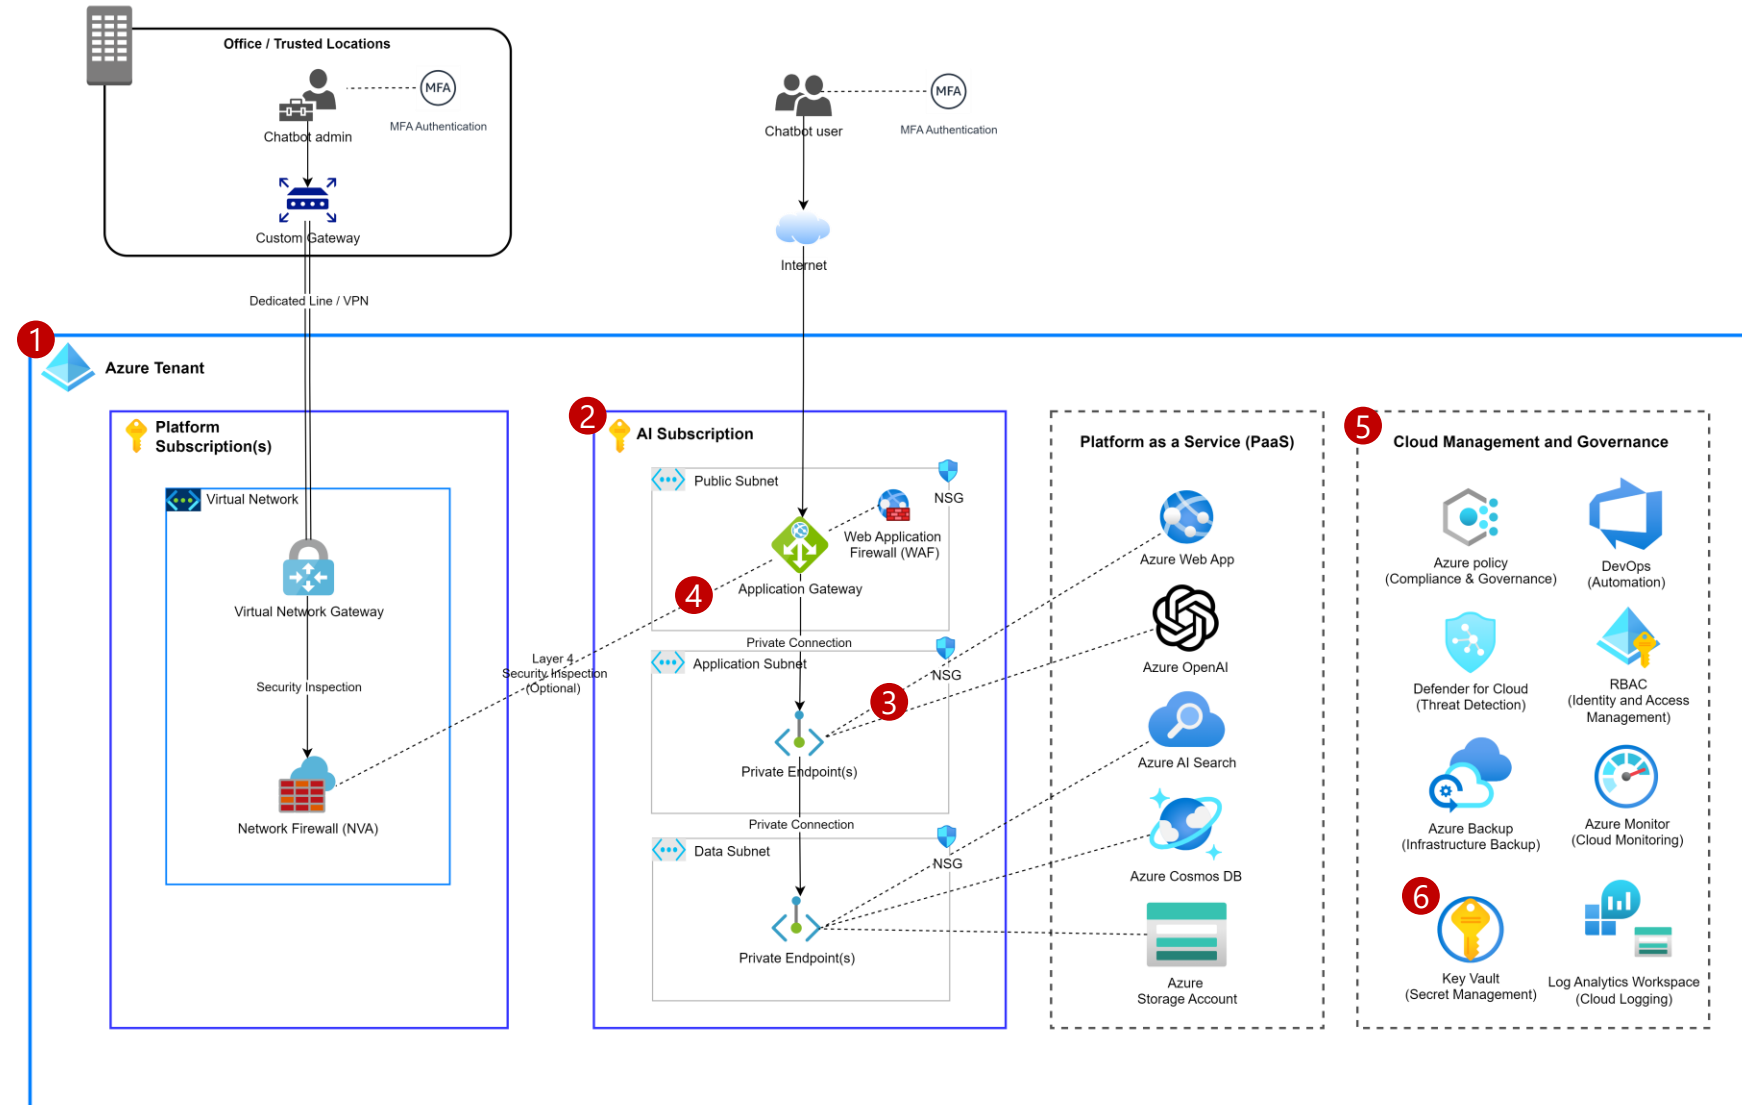 Office / Trusted Locations
MFA
Chatbot admin
MFA Authentication
Custom Gateway
Dedicated Line / VPN
MFA
Chatbot user
MFA Authentication
Internet
1
Azure Tenant
Platform
Subscription(s)
Virtual Network
Virtual Network Gateway
Security Inspection
Network Firewall (NVA)
Layer 4
Security Inspection
(Optional)
2
AI Subscription
Public Subnet
NSG
Web Application
Firewall (WAF)
4
Application Gateway
Private Connection
Application Subnet
NSG
3
Private Endpoint(s)
Private Connection
Data Subnet
NSG
Private Endpoint(s)
Platform as a Service (PaaS)
Azure Web App
Azure OpenAI
Azure AI Search
Azure Cosmos DB
Azure
Storage Account
5
Cloud Management and Governance
Azure policy
(Compliance & Governance)
DevOps
(Automation)
Defender for Cloud
(Threat Detection)
RBAC
(Identity and Access
Management)
Azure Backup
(Infrastructure Backup)
Azure Monitor
(Cloud Monitoring)
6
Key Vault
(Secret Management)
Log Analytics Workspace
(Cloud Logging)